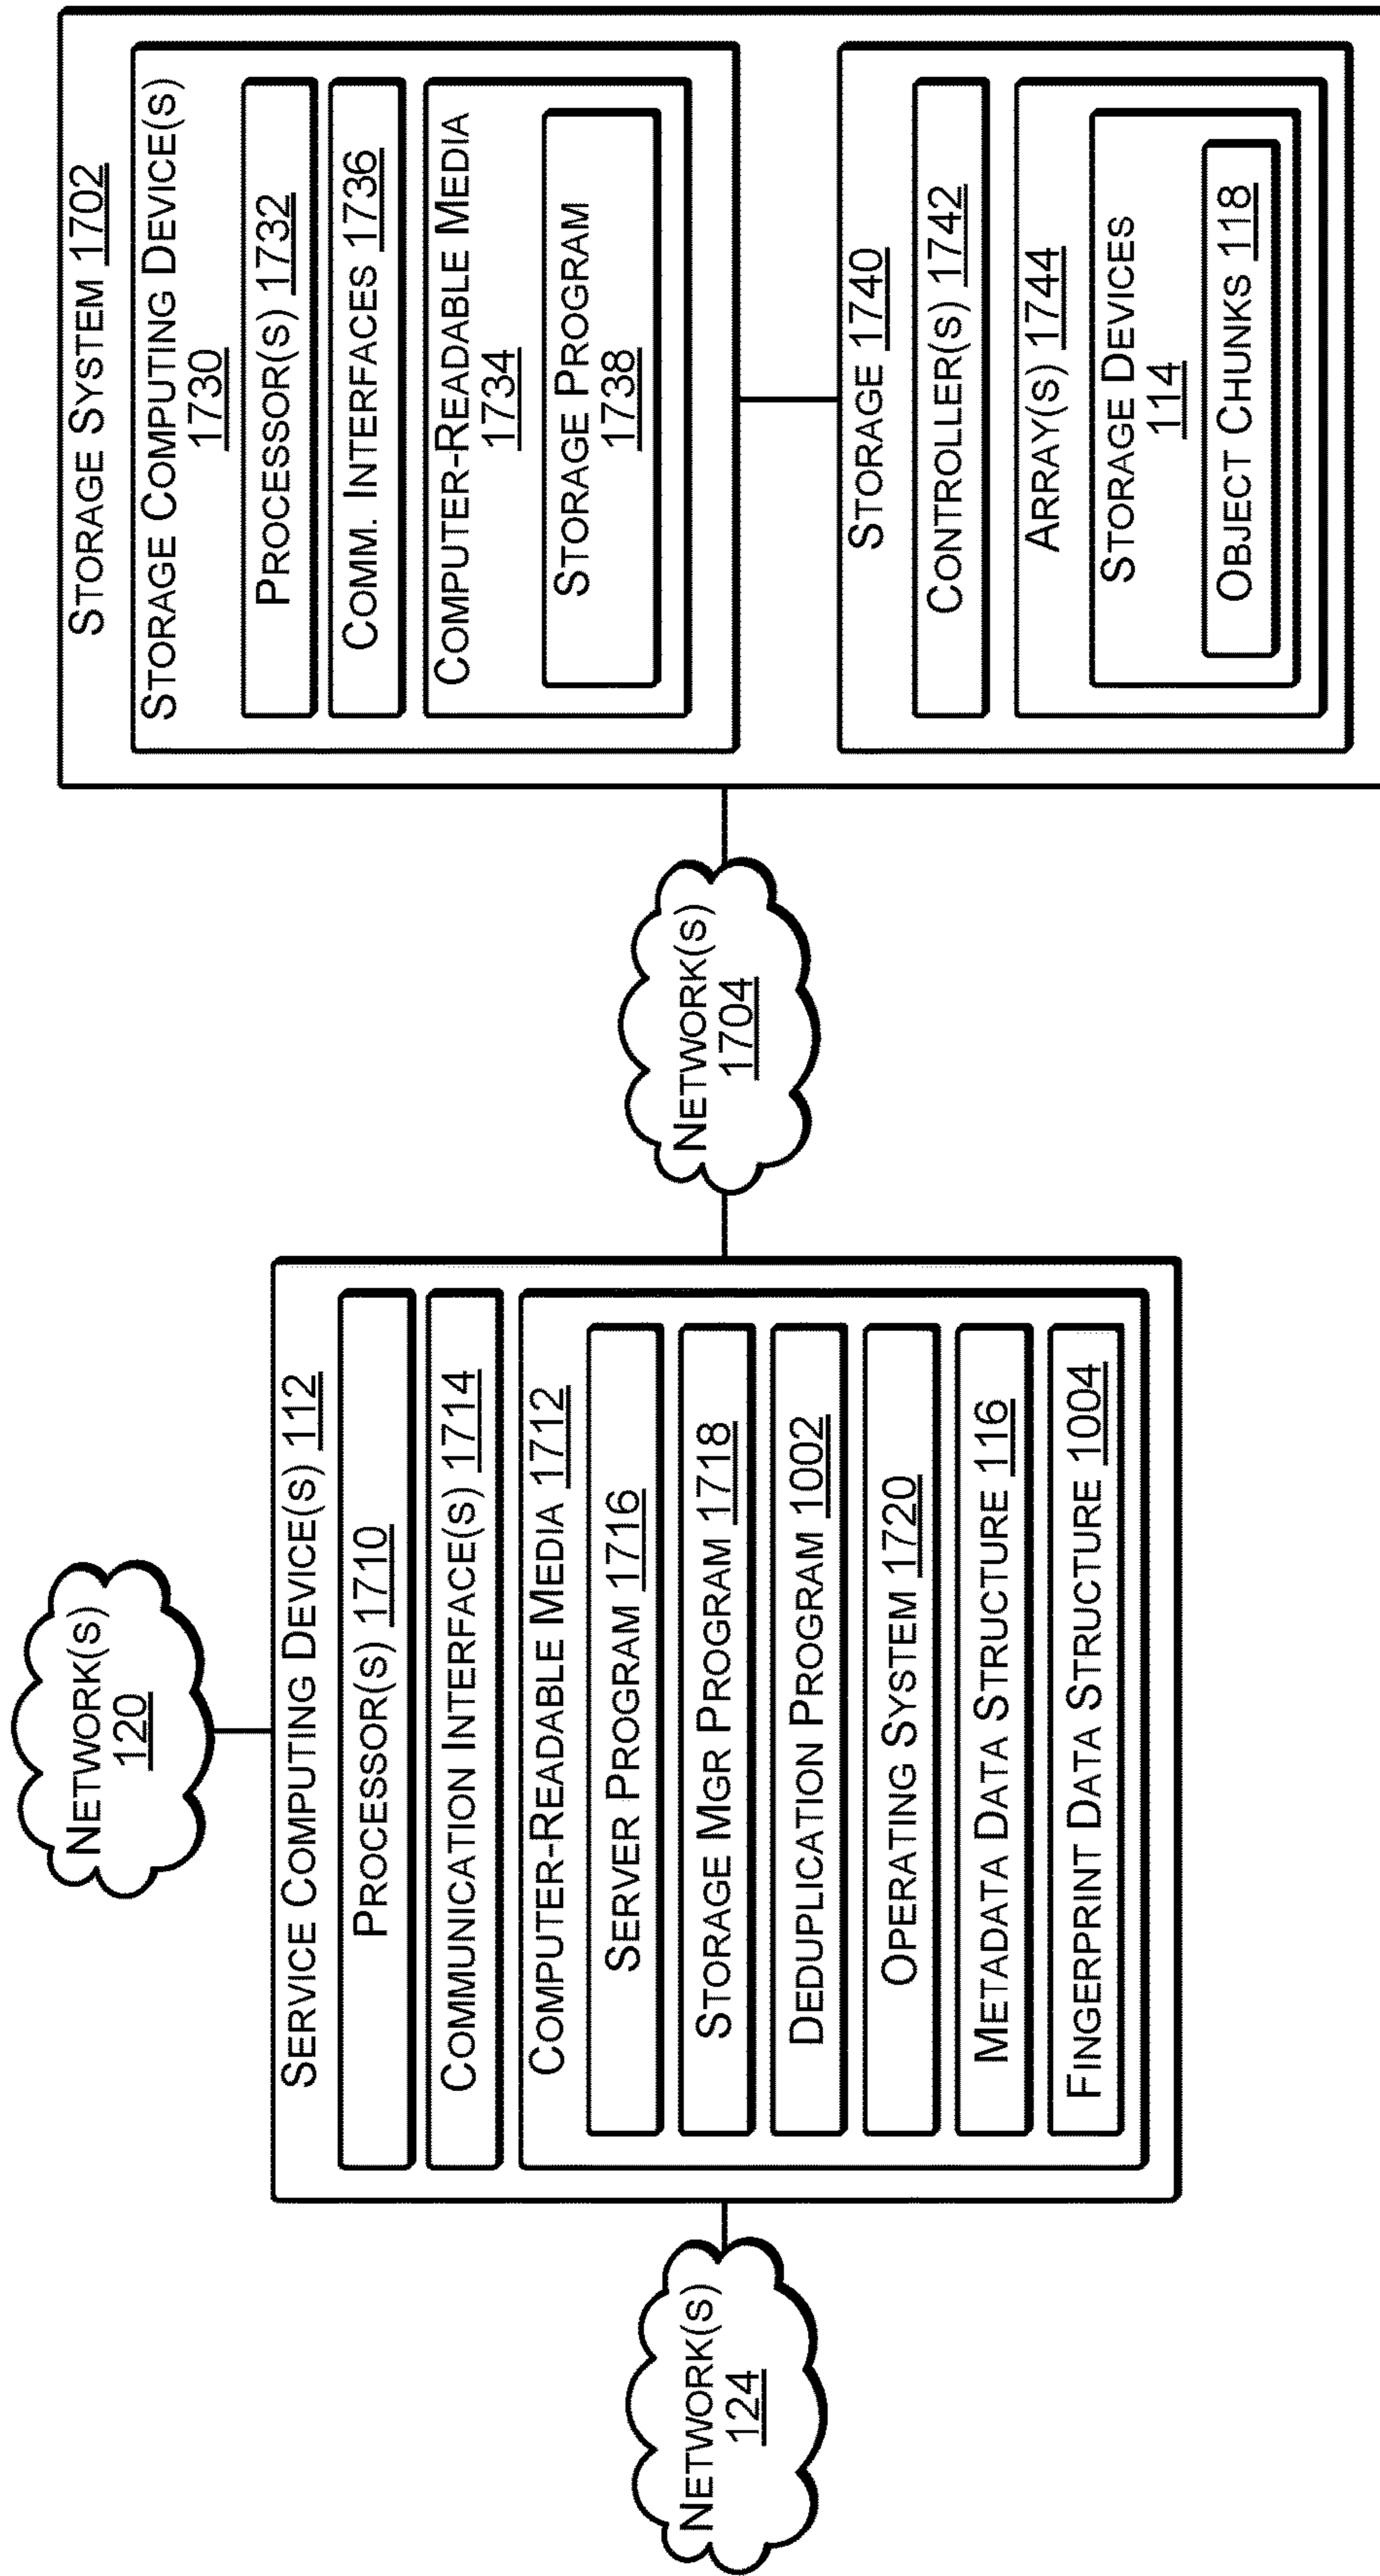 NETWORK(S)
120
NETWORK(S)
124
SERVICE COMPUTING DEVICE(S) 112
PROCESSOR(S) 1710
COMMUNICATION INTERFACE(S) 1714
COMPUTER-READABLE MEDIA 1712
SERVER PROGRAM 1716
STORAGE MGR PROGRAM 1718
DEDUPLICATION PROGRAM 1002
OPERATING SYSTEM 1720
METADATA DATA STRUCTURE 116
FINGERPRINT DATA STRUCTURE 1004
NETWORK(S)
1704
STORAGE SYSTEM 1702
STORAGE COMPUTING DEVICE(S)
1730
PROCESSOR(S) 1732
COMM. INTERFACES 1736
COMPUTER-READABLE MEDIA
1734
STORAGE PROGRAM
1738
STORAGE 1740
CONTROLLER(S) 1742
ARRAY(S) 1744
STORAGE DEVICES
114
OBJECT CHUNKS 118